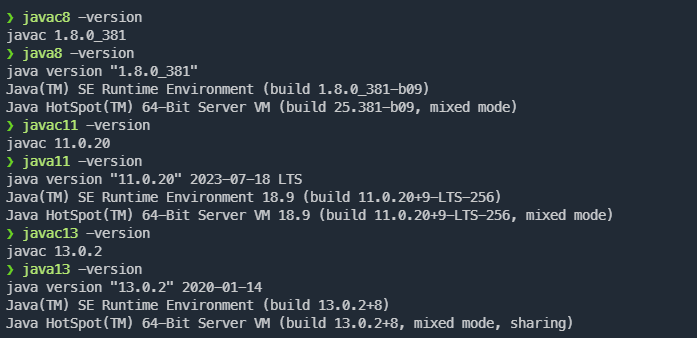 ❯ javac8 -version
javac 1.8.0_381
❯ java8 -version
java version "1.8.0_381"
Java(TM) SE Runtime Environment (build 1.8.0_381-b09)
Java HotSpot(TM) 64-Bit Server VM (build 25.381-b09, mixed mode)
❯ javac11 -version
javac 11.0.20
❯ java11 -version
java version "11.0.20" 2023-07-18 LTS
Java(TM) SE Runtime Environment 18.9 (build 11.0.20+9-LTS-256)
Java HotSpot(TM) 64-Bit Server VM 18.9 (build 11.0.20+9-LTS-256, mixed mode)
❯ javac13 -version
javac 13.0.2
❯ java13 -version
java version "13.0.2" 2020-01-14
Java(TM) SE Runtime Environment (build 13.0.2+8)
Java HotSpot(TM) 64-Bit Server VM (build 13.0.2+8, mixed mode, sharing)